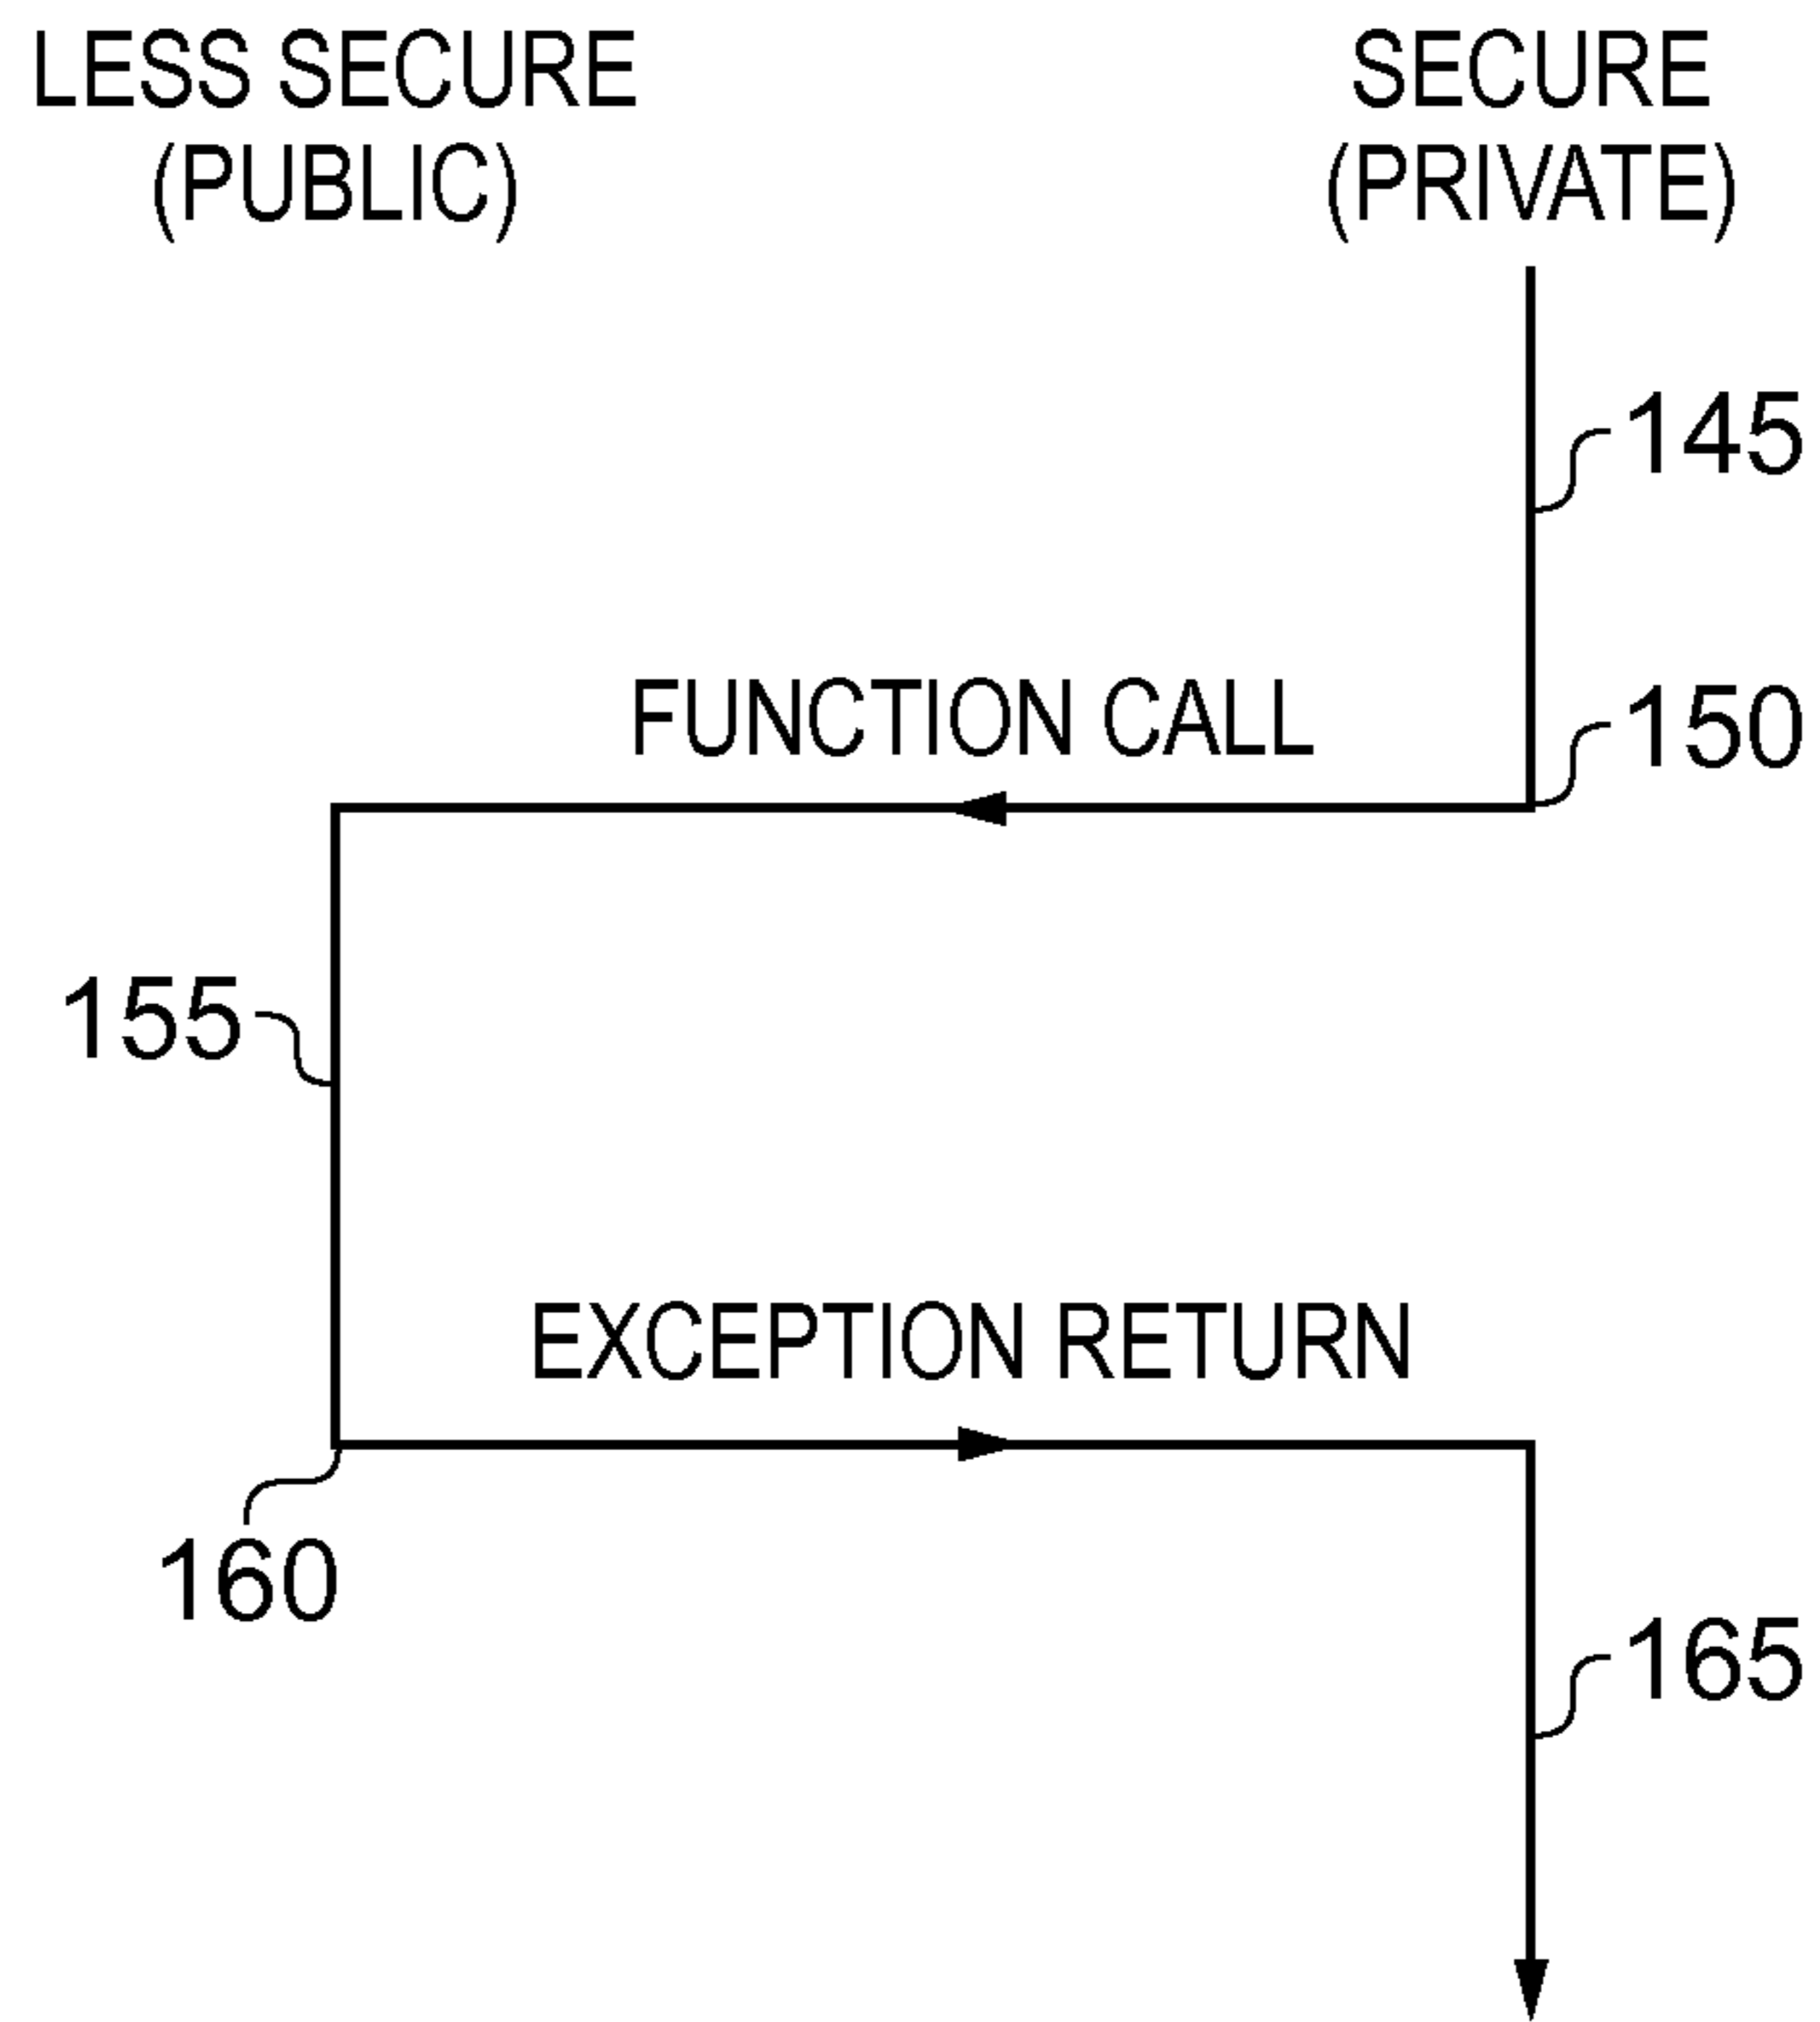 LESS SECURE
(PUBLIC)
SECURE
(PRIVATE)
145
FUNCTION CALL
150
155
EXCEPTION RETURN
160
165